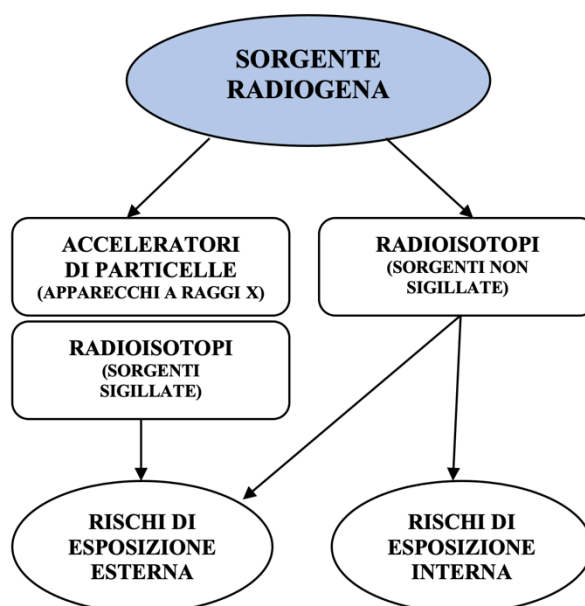 SORGENTE
RADIOGENA
ACCELERATORI
DI PARTICELLE
(APPARECCHI A RAGGI X)
RADIOISOTOPI
(SORGENTI NON
SIGILLATE)
RADIOISOTOPI
(SORGENTI
SIGILLATE)
RISCHI DI
ESPOSIZIONE
ESTERNA
RISCHI DI
ESPOSIZIONE
INTERNA